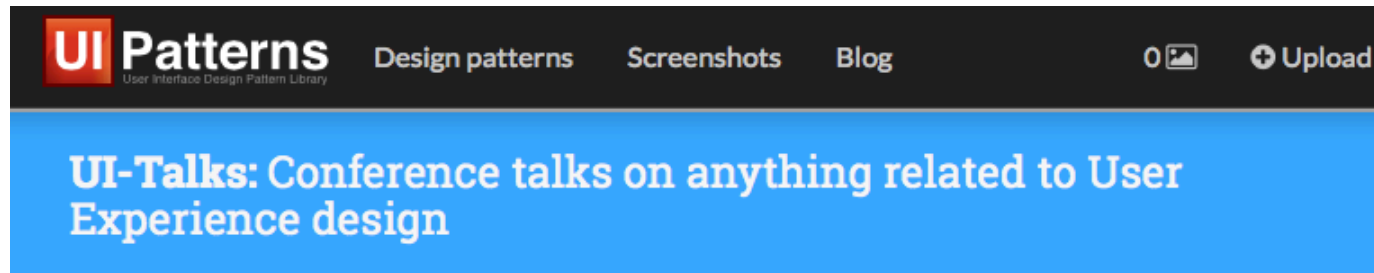 UI Patterns Design patterns Screenshots Blog 0 Upload
User Interface Design Pattern Library
UI-Talks: Conference talks on anything related to User
Experience design